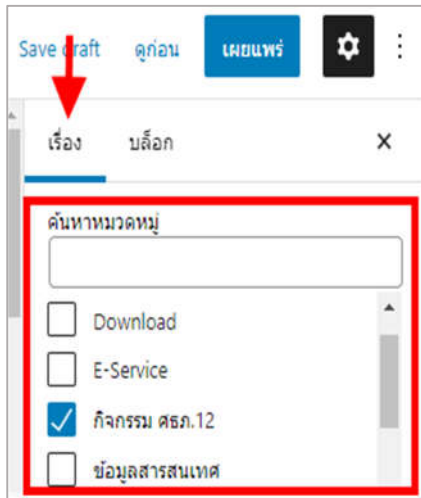 Save draft ดูก่อน เผยแพร่
เรื่อง บล็อก
ค้นหาหมวดหมู่
Download
E-Service
กิจกรรม ศธภ.12
ข้อมูลสารสนเทศ